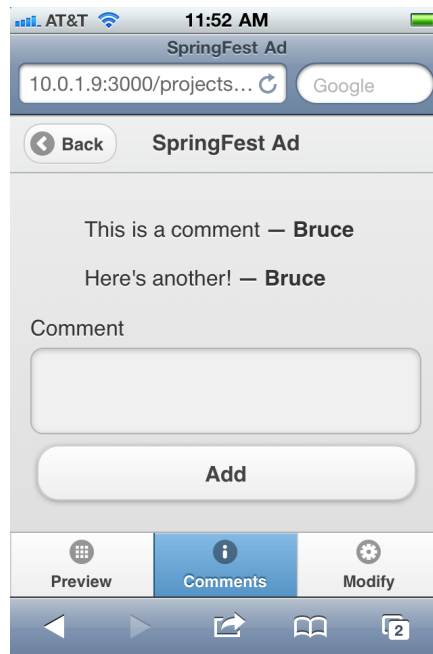 AT&T 11:52 AM
SpringFest Ad
10.0.1.9:3000/projects... Google
Back SpringFest Ad
This is a comment — Bruce
Here's another! — Bruce
Comment
Add
Preview Comments Modify
2